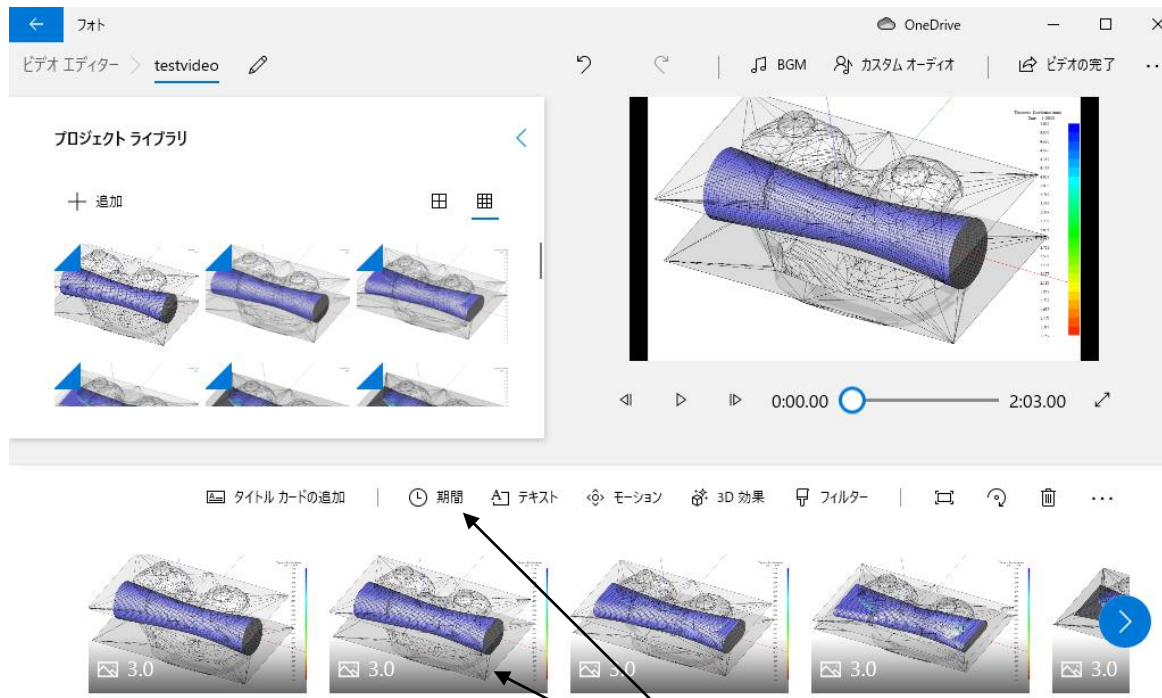 フォト
OneDrive
ビデオ エディター > testvideo
BGM
カスタム オーディオ
ビデオの完了
プロジェクト ライブラリ
追加
0:00.00
2:03.00
タイトル カードの追加
期間
テキスト
モーション
3D 効果
フィルター
3.0
3.0
3.0
3.0
3.0